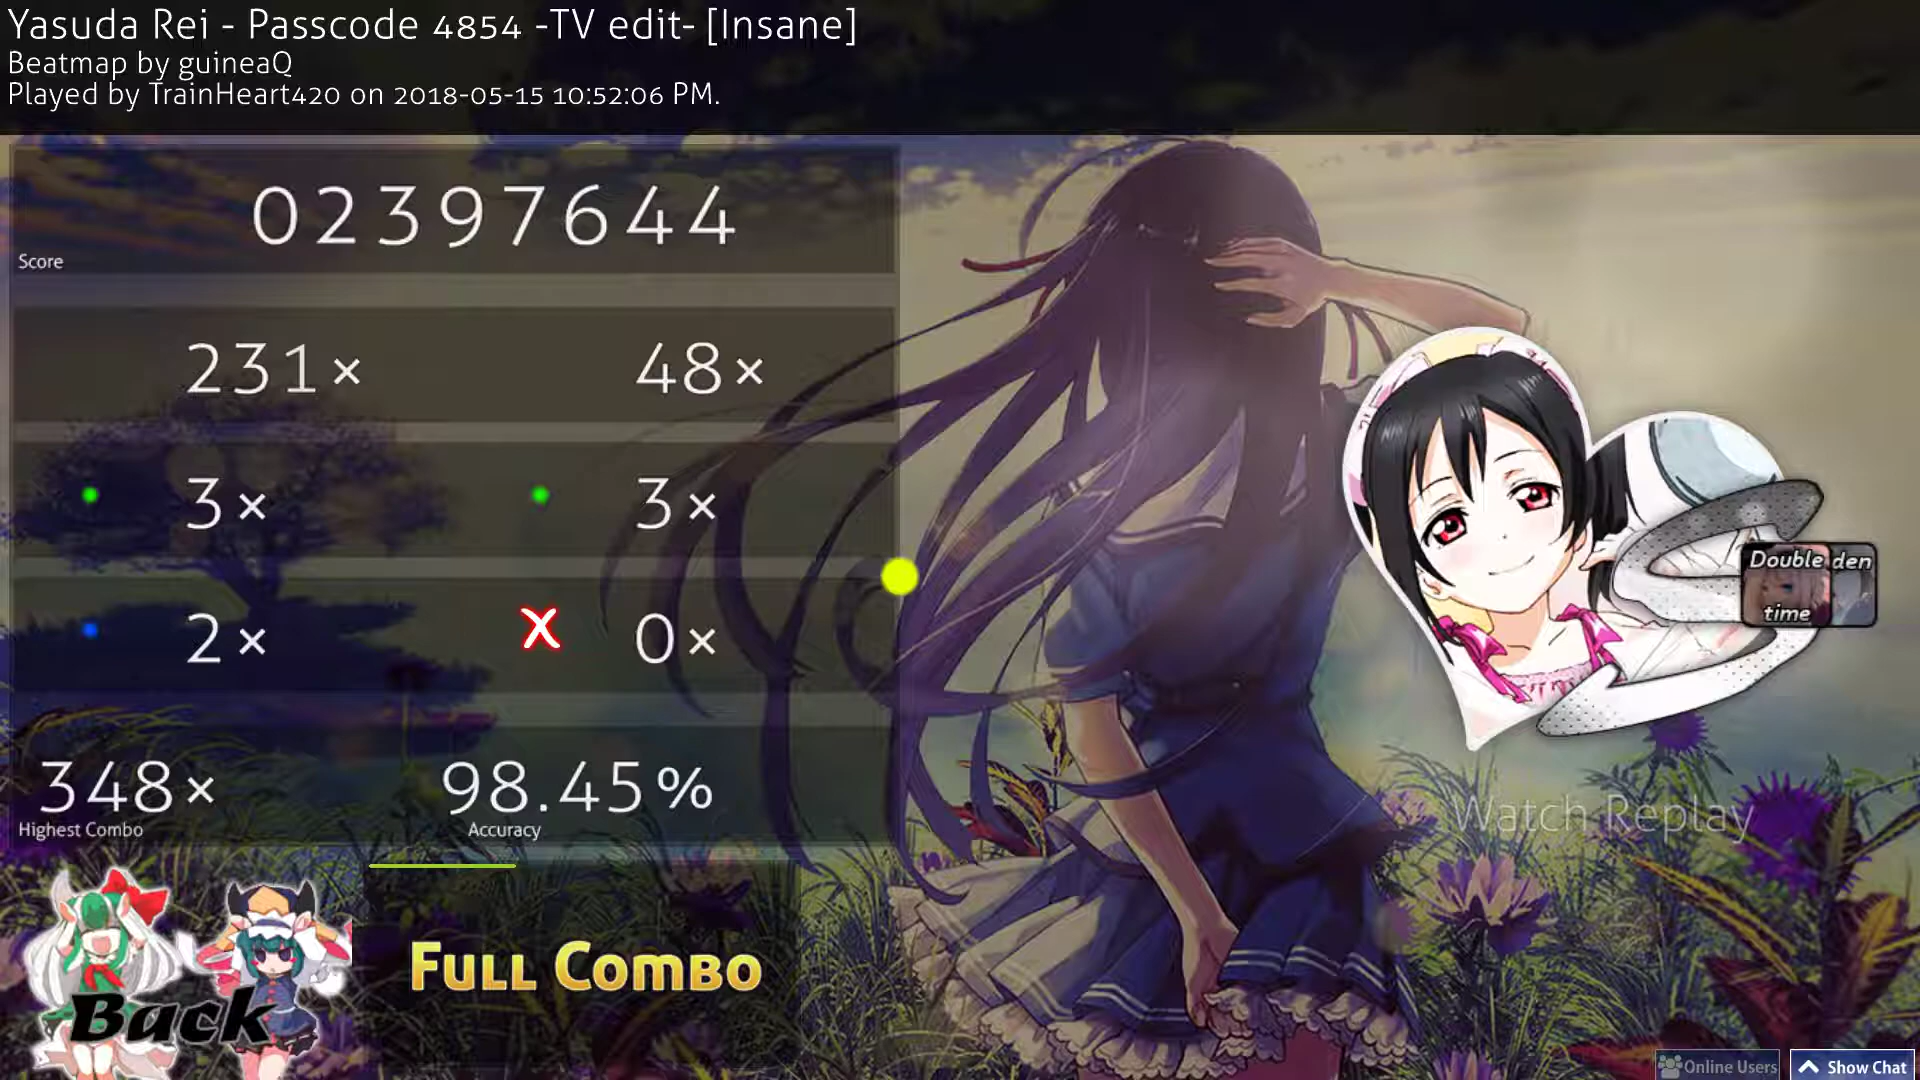 Yasuda Rei - Passcode 4854 -TV edit- [Insane]
Beatmap by guineaQ
Played by TrainHeart420 on 2018-05-15 10:52:06 PM.
02397644
Score
231× 48×
3× 3×
2× X 0×
348× 98.45%
Highest Combo Accuracy
Double den
time
Watch Replay
Full Combo
Back
Online Users Show Chat